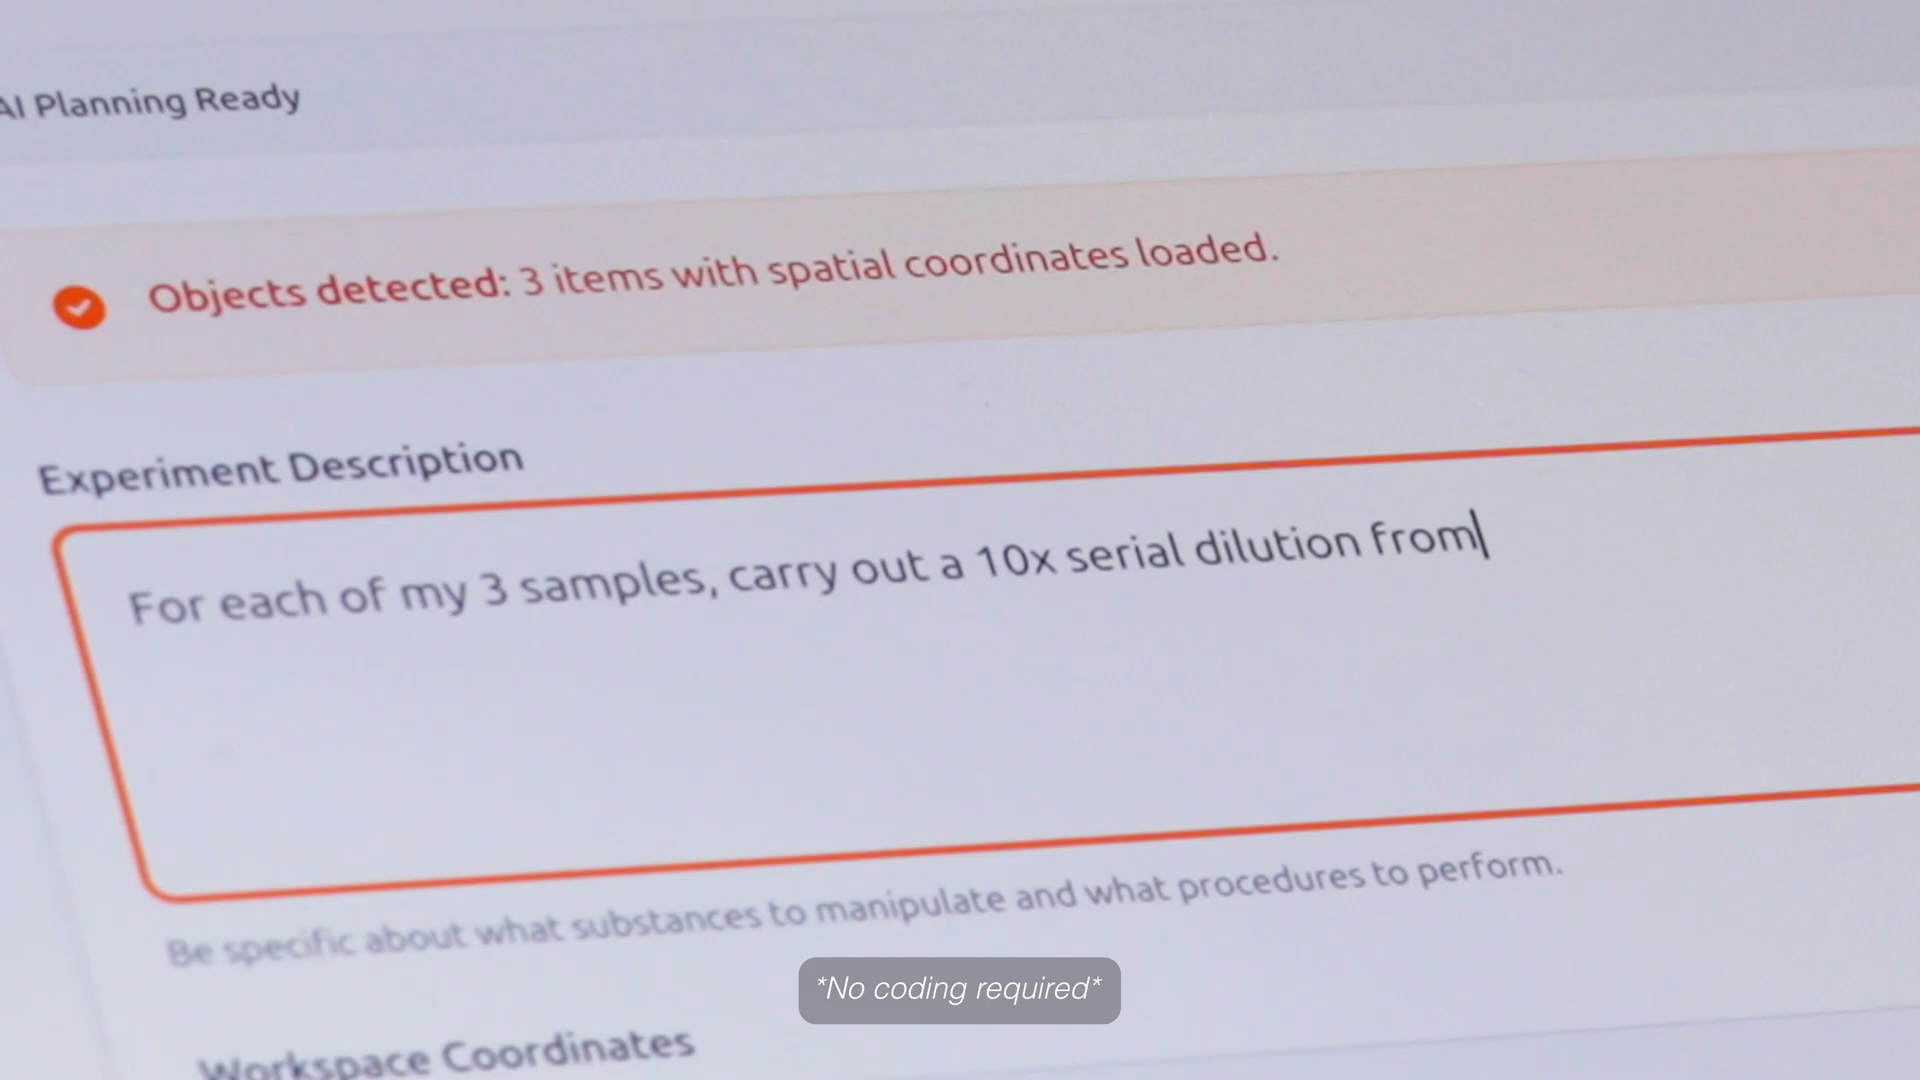 AI Planning Ready
Objects detected: 3 items with spatial coordinates loaded.
Experiment Description
For each of my 3 samples, carry out a 10x serial dilution from
Be specific about what substances to manipulate and what procedures to perform.
*No coding required*
Workspace Coordinates